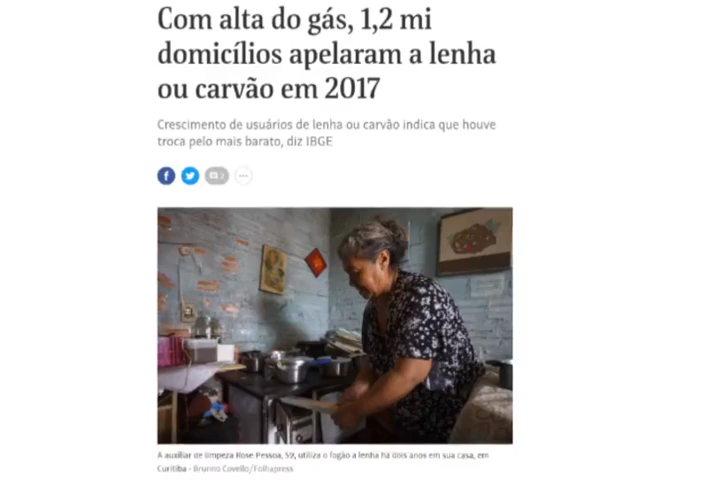 Com alta do gás, 1,2 mi
domicílios apelaram a lenha
ou carvão em 2017
Crescimento de usuários de lenha ou carvão indica que houve
troca pelo mais barato, diz IBGE
A auxiliar de limpeza Rose Pessoa, 59, utiliza o fogão a lenha há dois anos em sua casa, em
Curitiba - Brunno Covello/Folhapress